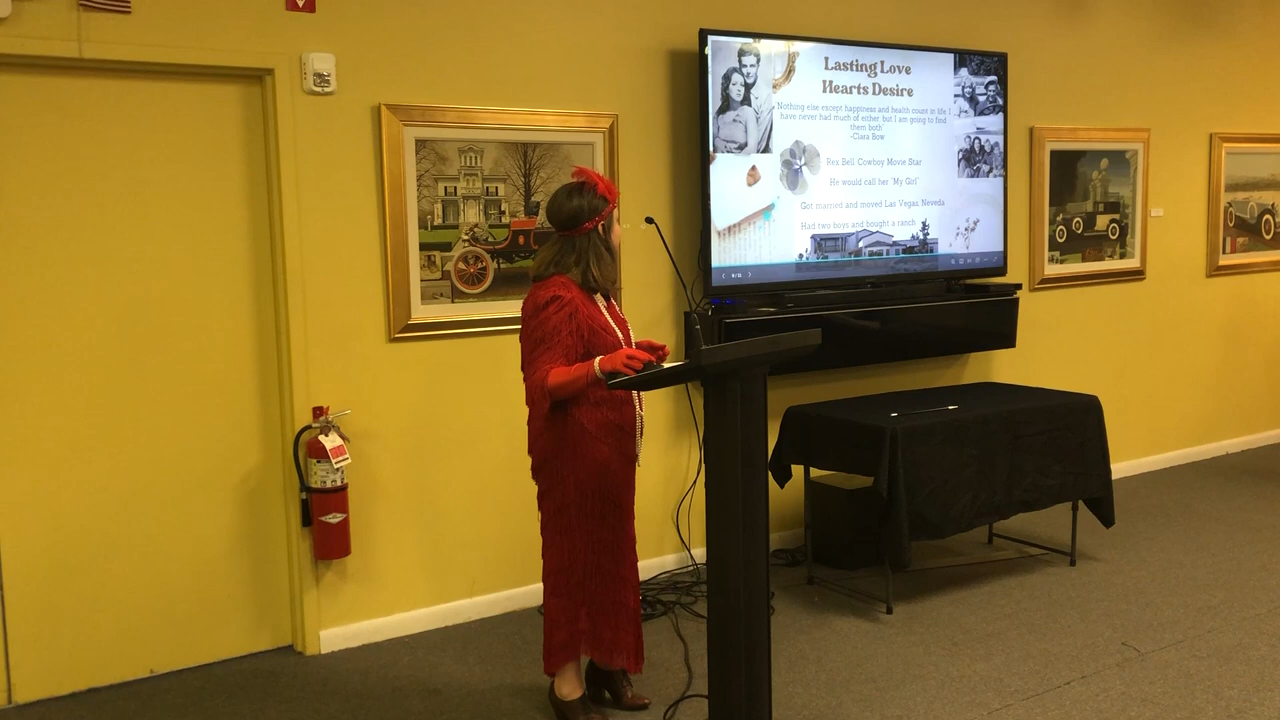 Lasting Love
Hearts Desire
Nothing else except happiness and health count in life I
have never had much of either but I am going to find
them both"
-Clara Bow
Rex Bell Cowboy Movie Star
He would call her "My Girl"
Got married and moved Las Vegas, Neveda
Had two boys and bought a ranch